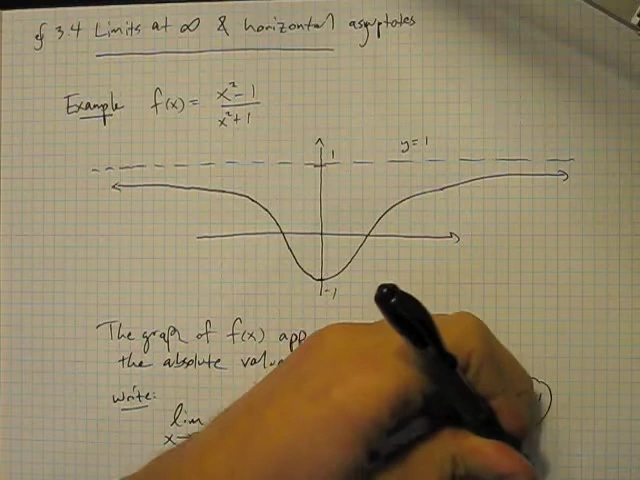 § 3.4 Limits at ∞ & horizontal asymptotes
Example f(x) = x²-1
x²+1
y=1
1
-1
The graph of f(x) app
the absolute valu
write:
lim
x→